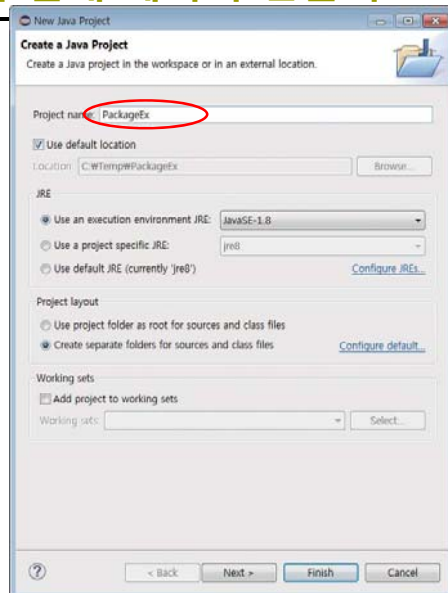 New Java Project
Create a Java Project
Create a Java project in the workspace or in an external location.
Project name: PackageEx
Use default location
Location: C:₩Temp₩PackageEx Browse...
JRE
Use an execution environment JRE: JavaSE-1.8
Use a project specific JRE: jre8
Use default JRE (currently 'jre8') Configure JREs...
Project layout
Use project folder as root for sources and class files
Create separate folders for sources and class files Configure default...
Working sets
Add project to working sets
Working sets: Select...
< Back Next > Finish Cancel